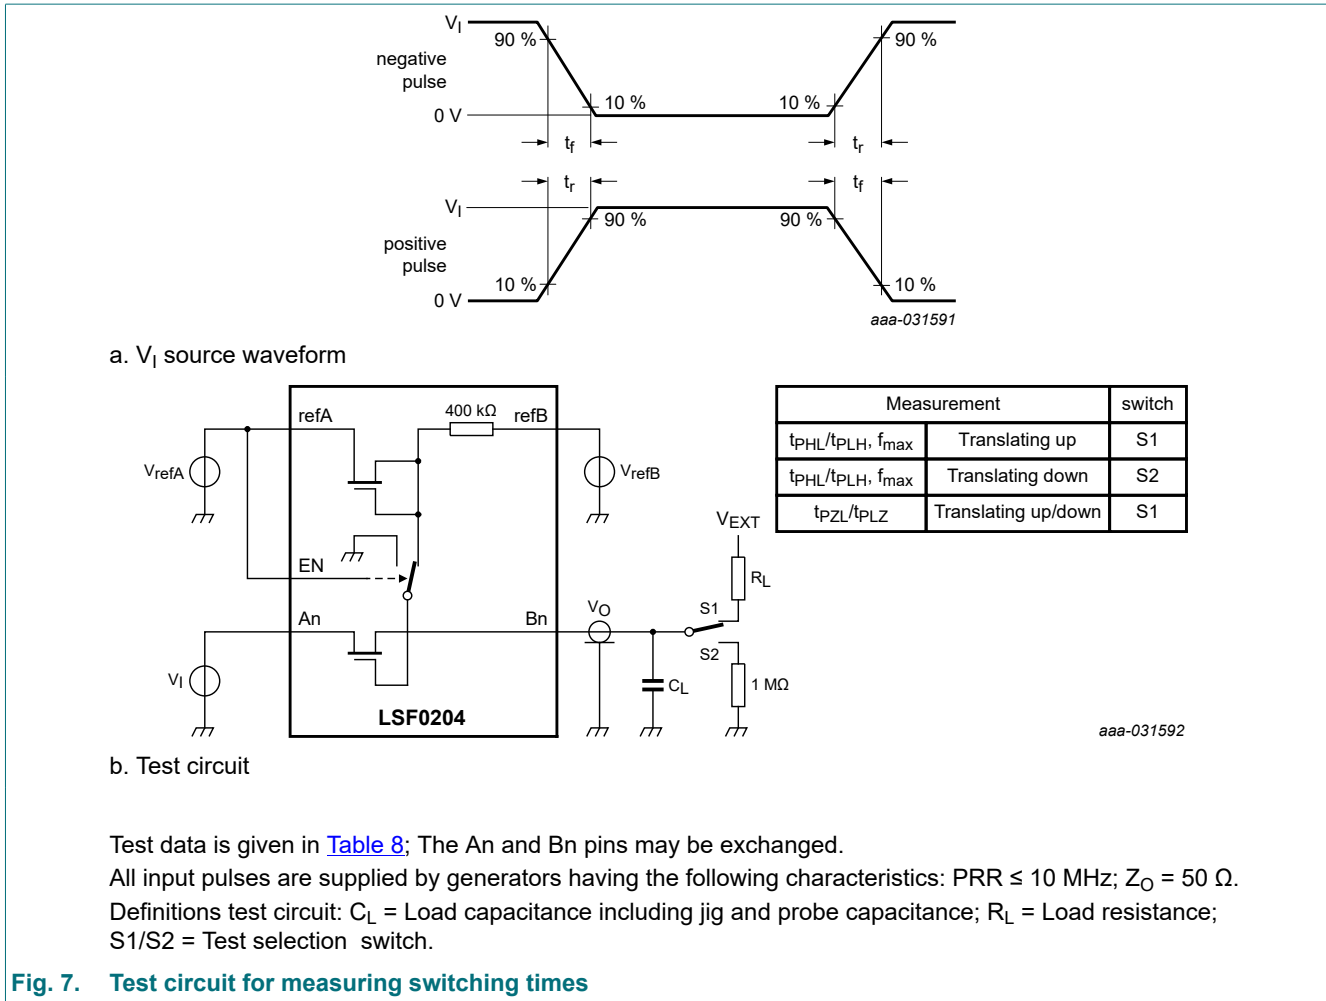 VI
90 %
90 %
negative
pulse
10 %
10 %
0 V
tf
tr
tr
tf
VI
90 %
90 %
positive
pulse
10 %
10 %
0 V
aaa-031591
a. VI source waveform
refA
400 kΩ
refB
VrefA
VrefB
EN
An
Bn
VI
LSF0204
VO
CL
VEXT
RL
S1
S2
1 MΩ
Measurement switch
tPHL/tPLH, fmax Translating up S1
tPHL/tPLH, fmax Translating down S2
tPZL/tPLZ Translating up/down S1
aaa-031592
b. Test circuit
Test data is given in Table 8; The An and Bn pins may be exchanged.
All input pulses are supplied by generators having the following characteristics: PRR ≤ 10 MHz; ZO = 50 Ω.
Definitions test circuit: CL = Load capacitance including jig and probe capacitance; RL = Load resistance;
S1/S2 = Test selection switch.
Fig. 7. Test circuit for measuring switching times